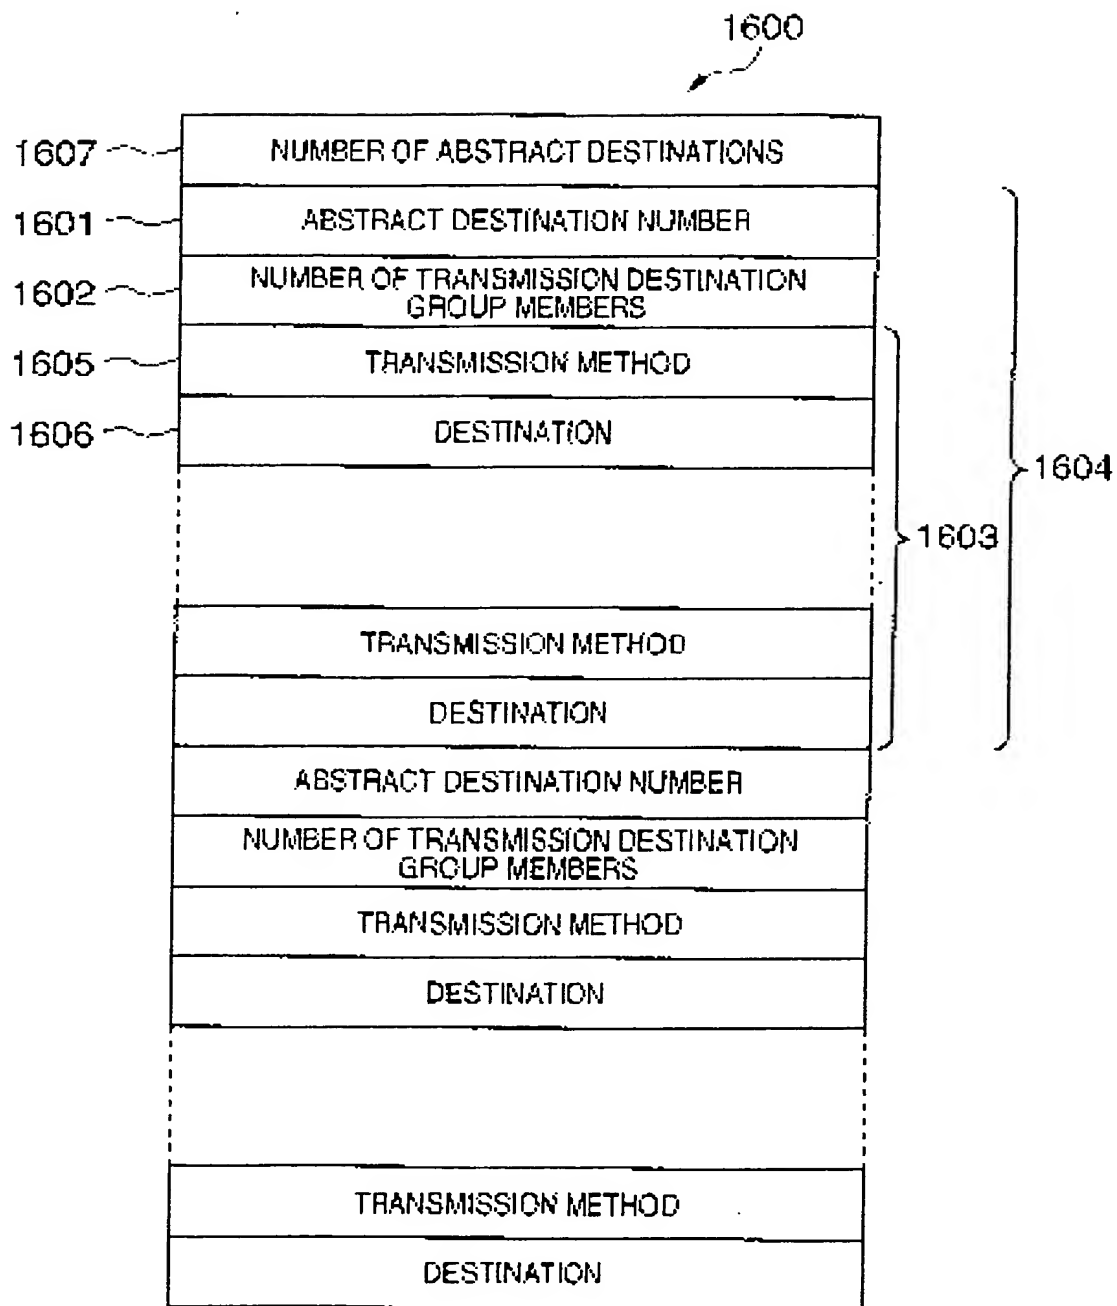 1600
1607 NUMBER OF ABSTRACT DESTINATIONS
1601 ABSTRACT DESTINATION NUMBER
1602 NUMBER OF TRANSMISSION DESTINATION
GROUP MEMBERS
1605 TRANSMISSION METHOD
1606 DESTINATION
1604
1603
TRANSMISSION METHOD
DESTINATION
ABSTRACT DESTINATION NUMBER
NUMBER OF TRANSMISSION DESTINATION
GROUP MEMBERS
TRANSMISSION METHOD
DESTINATION
TRANSMISSION METHOD
DESTINATION